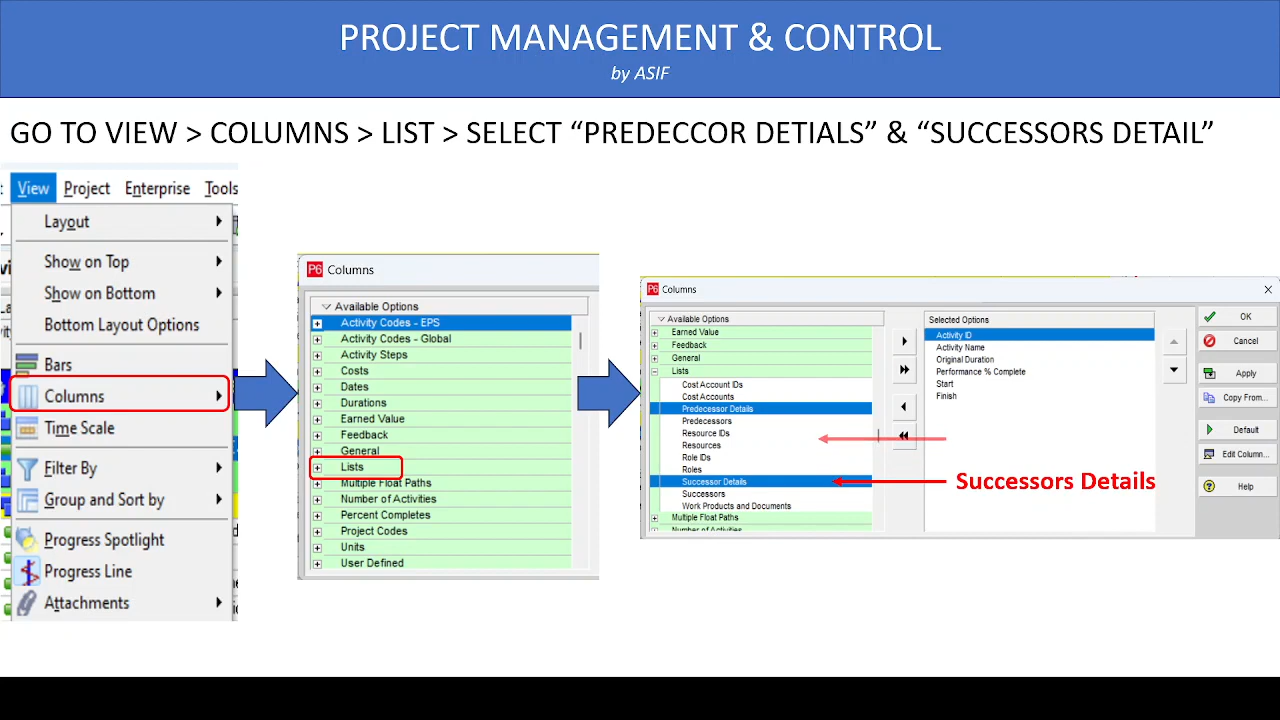 PROJECT MANAGEMENT & CONTROL
by ASIF
GO TO VIEW > COLUMNS > LIST > SELECT “PREDECCOR DETIALS” & “SUCCESSORS DETAIL”
View Project Enterprise Tools
Layout
Show on Top
Show on Bottom
Bottom Layout Options
Bars
Columns
Time Scale
Filter By
Group and Sort by
Progress Spotlight
Progress Line
Attachments
P6 Columns
Available Options
Activity Codes - EPS
Activity Codes - Global
Activity Steps
Costs
Dates
Durations
Earned Value
Feedback
General
Lists
Multiple Float Paths
Number of Activities
Percent Completes
Project Codes
Units
User Defined
P6 Columns
Available Options
Earned Value
Feedback
General
Lists
Cost Account IDs
Cost Accounts
Predecessor Details
Predecessors
Resource IDs
Resources
Role IDs
Roles
Successor Details
Successors
Work Products and Documents
Multiple Float Paths
Number of Activities
Selected Options
Activity ID
Activity Name
Original Duration
Performance % Complete
Start
Finish
OK
Cancel
Apply
Copy From...
Default
Edit Column...
Help
Successors Details